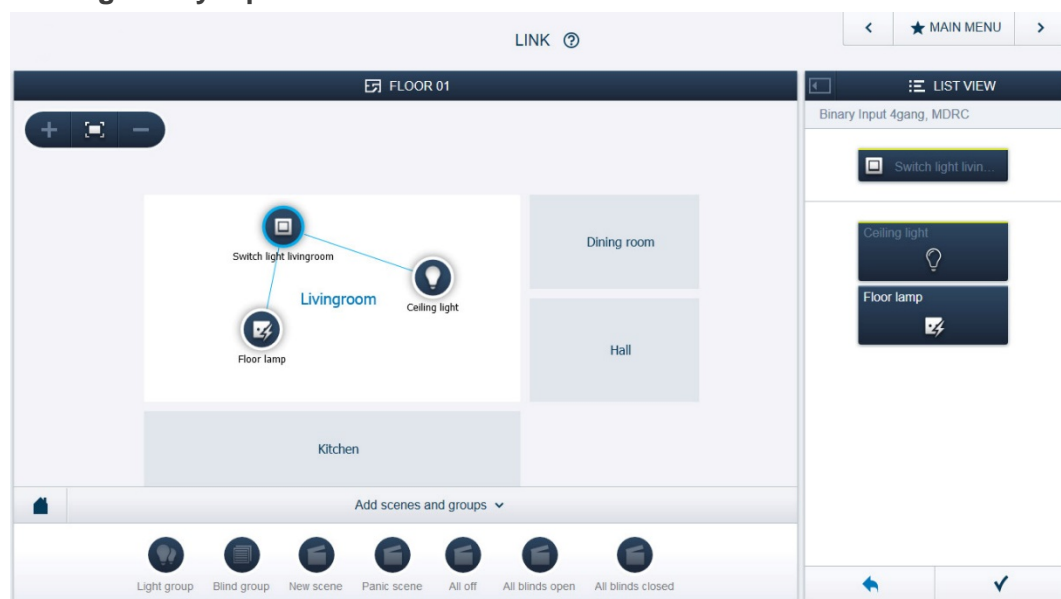 LINK
MAIN MENU
FLOOR 01
LIST VIEW
Binary Input 4gang, MDRC
Switch light livin...
Ceiling light
Floor lamp
Switch light livingroom
Livingroom
Ceiling light
Floor lamp
Dining room
Hall
Kitchen
Add scenes and groups
Light group
Blind group
New scene
Panic scene
All off
All blinds open
All blinds closed